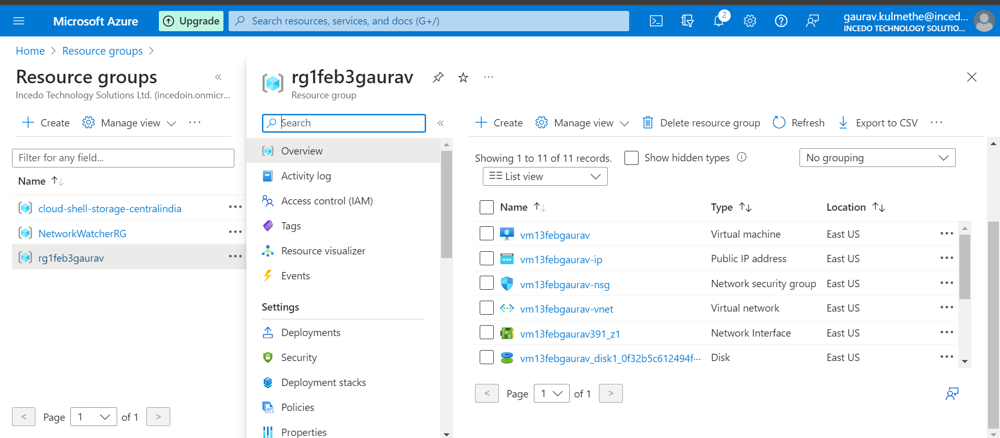 Microsoft Azure
Upgrade
Search resources, services, and docs (G+/)
2
gaurav.kulmethe@inced...
INCEDO TECHNOLOGY SOLUTIO...
Home > Resource groups >
Resource groups
Incedo Technology Solutions Ltd. (incedoin.onmicr...
Create
Manage view
Filter for any field...
Name
cloud-shell-storage-centralindia
NetworkWatcherRG
rg1feb3gaurav
< Page 1 of 1 >
rg1feb3gaurav
Resource group
Search
Overview
Activity log
Access control (IAM)
Tags
Resource visualizer
Events
Settings
Deployments
Security
Deployment stacks
Policies
Properties
Create
Manage view
Delete resource group
Refresh
Export to CSV
Showing 1 to 11 of 11 records.
Show hidden types
No grouping
List view
Name Type Location
vm13febgaurav Virtual machine East US
vm13febgaurav-ip Public IP address East US
vm13febgaurav-nsg Network security group East US
vm13febgaurav-vnet Virtual network East US
vm13febgaurav391_z1 Network Interface East US
vm13febgaurav_disk1_0f32b5c612494f... Disk East US
< Page 1 of 1 >